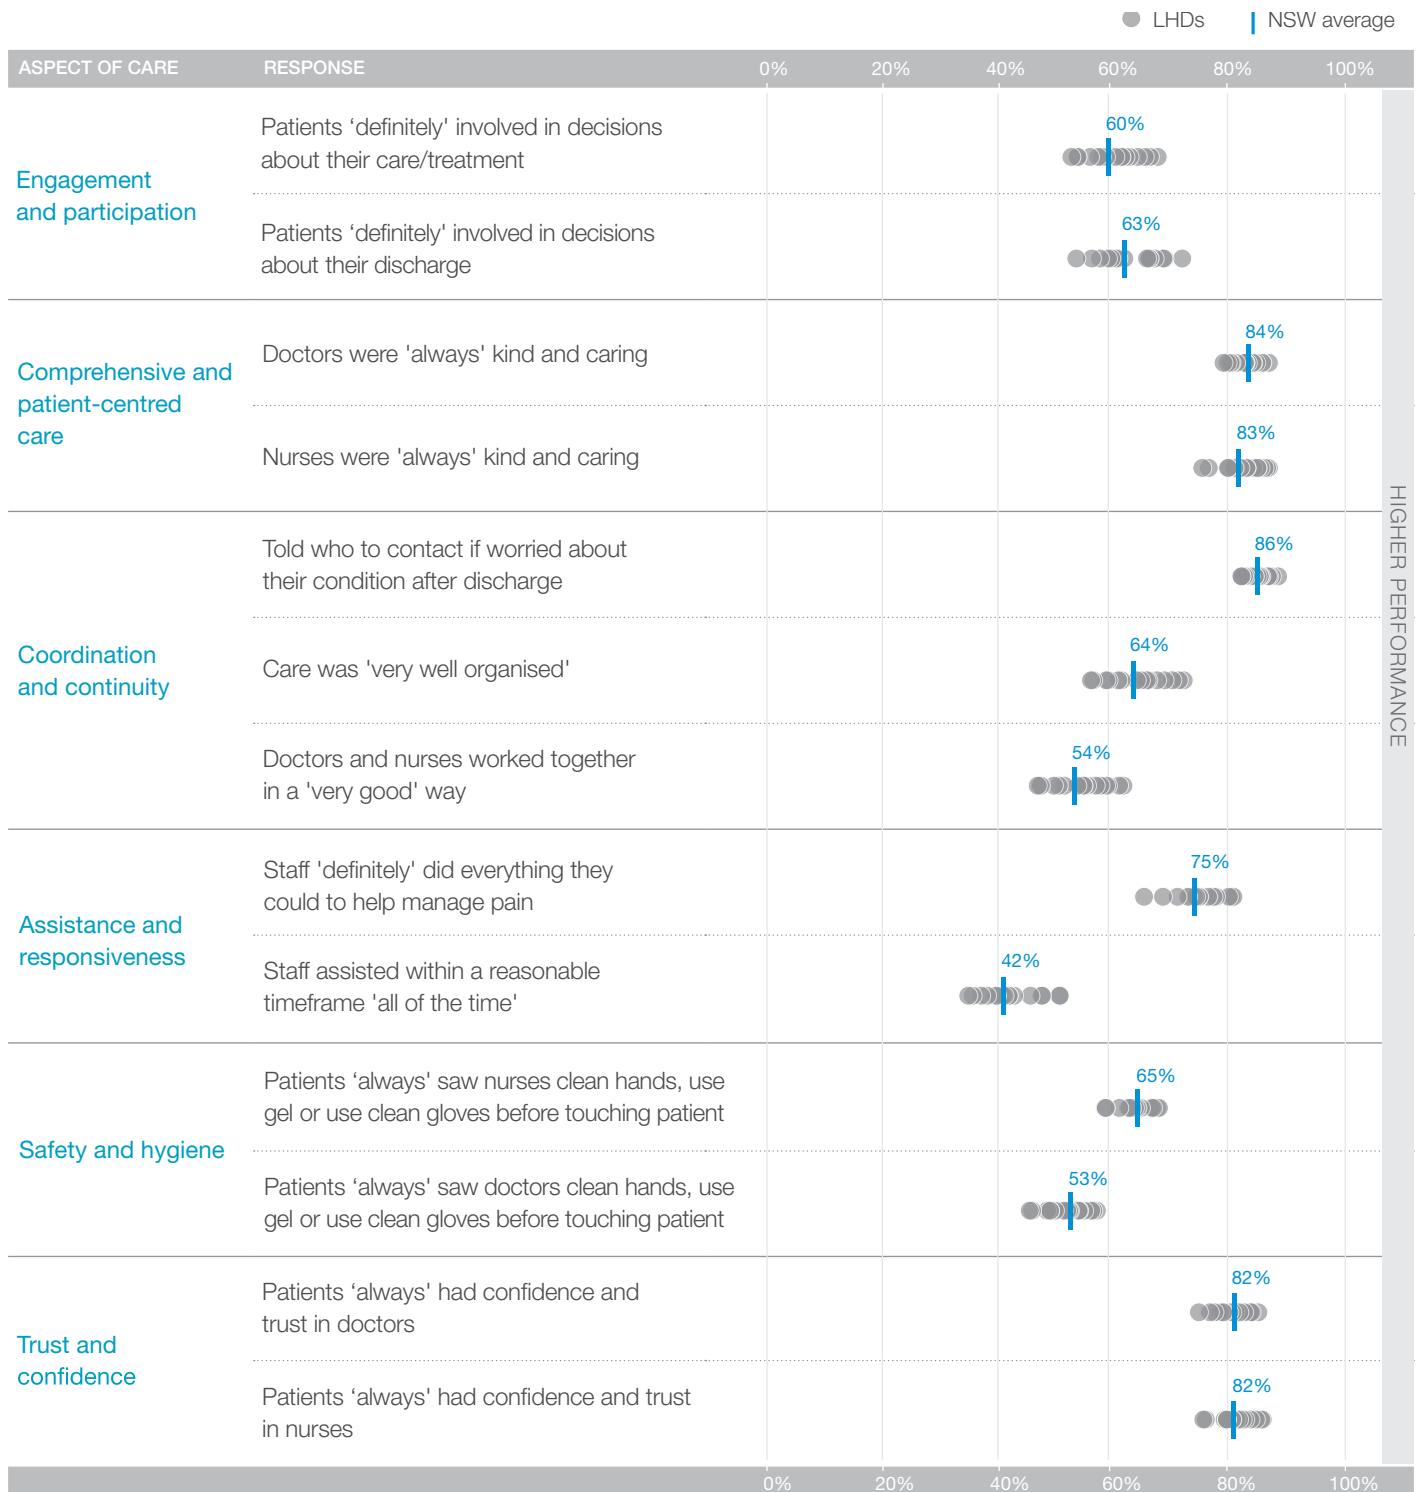 LHDs NSW average
ASPECT OF CARE RESPONSE 0% 20% 40% 60% 80% 100%
Engagement
and participation
Patients ‘definitely' involved in decisions
about their care/treatment
60%
Patients ‘definitely' involved in decisions
about their discharge
63%
Comprehensive and
patient-centred
care
Doctors were 'always' kind and caring
84%
Nurses were 'always' kind and caring
83%
Coordination
and continuity
Told who to contact if worried about
their condition after discharge
86%
Care was 'very well organised'
64%
Doctors and nurses worked together
in a 'very good' way
54%
Assistance and
responsiveness
Staff 'definitely' did everything they
could to help manage pain
75%
Staff assisted within a reasonable
timeframe 'all of the time'
42%
Safety and hygiene
Patients ‘always' saw nurses clean hands, use
gel or use clean gloves before touching patient
65%
Patients ‘always' saw doctors clean hands, use
gel or use clean gloves before touching patient
53%
Trust and
confidence
Patients ‘always' had confidence and
trust in doctors
82%
Patients ‘always' had confidence and trust
in nurses
82%
HIGHER PERFORMANCE
0% 20% 40% 60% 80% 100%